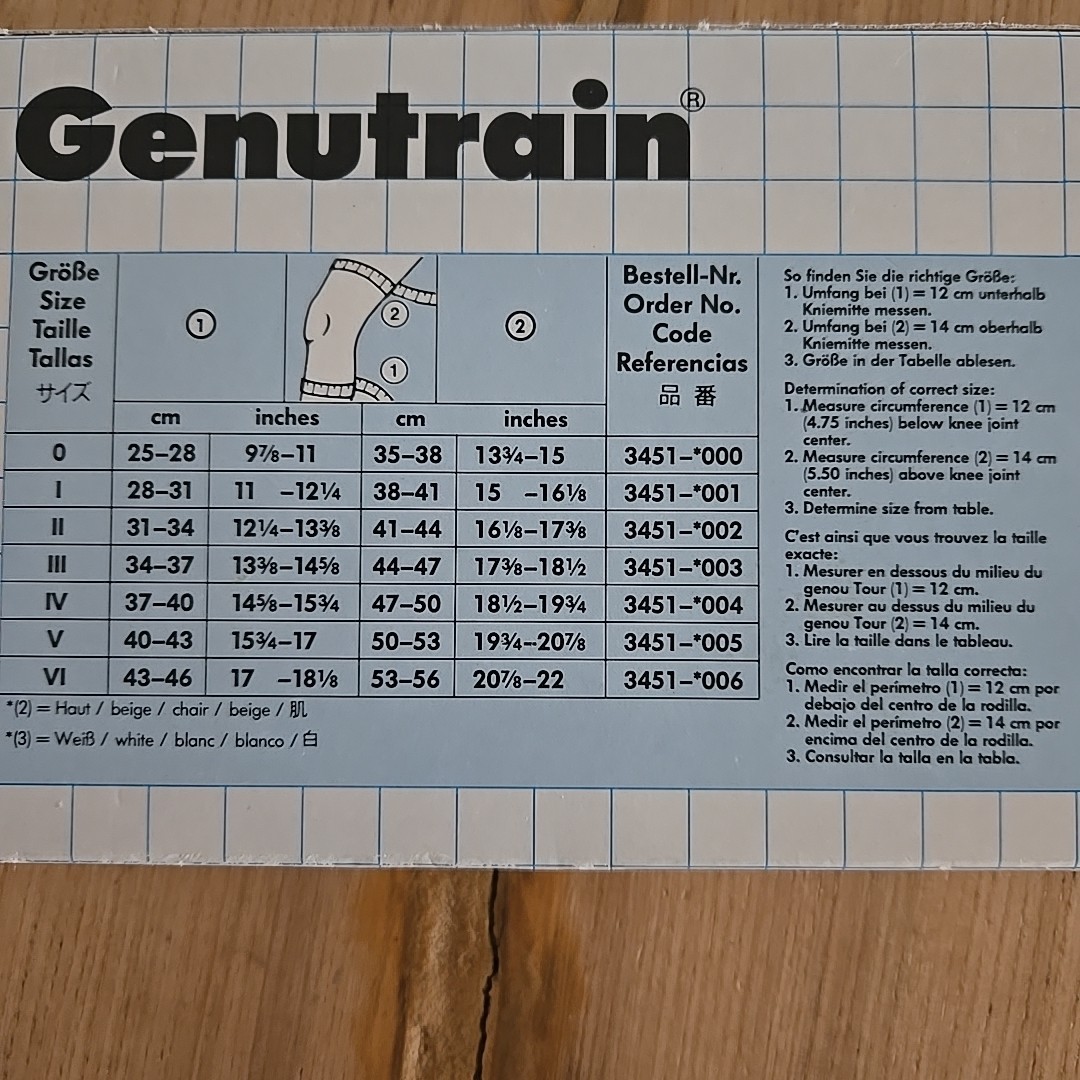 Genutrain®
Größe
Size
Taille
Tallas
サイズ
①
②
①
②
Bestell-Nr.
Order No.
Code
Referencias
品番
cm inches cm inches
0 25–28 9⅞–11 35–38 13¾–15 3451–*000
I 28–31 11 –12¼ 38–41 15 –16⅛ 3451–*001
II 31–34 12¼–13⅜ 41–44 16⅛–17⅜ 3451–*002
III 34–37 13⅜–14⅝ 44–47 17⅜–18½ 3451–*003
IV 37–40 14⅝–15¾ 47–50 18½–19¾ 3451–*004
V 40–43 15¾–17 50–53 19¾–20⅞ 3451–*005
VI 43–46 17 –18⅛ 53–56 20⅞–22 3451–*006
*(2) = Haut / beige / chair / beige / 肌
*(3) = Weiß / white / blanc / blanco / 白
So finden Sie die richtige Größe:
1. Umfang bei (1) = 12 cm unterhalb
Kniemitte messen.
2. Umfang bei (2) = 14 cm oberhalb
Kniemitte messen.
3. Größe in der Tabelle ablesen.
Determination of correct size:
1. Measure circumference (1) = 12 cm
(4.75 inches) below knee joint
center.
2. Measure circumference (2) = 14 cm
(5.50 inches) above knee joint
center.
3. Determine size from table.
C'est ainsi que vous trouvez la taille
exacte:
1. Mesurer en dessous du milieu du
genou Tour (1) = 12 cm.
2. Mesurer au dessus du milieu du
genou Tour (2) = 14 cm.
3. Lire la taille dans le tableau.
Como encontrar la talla correcta:
1. Medir el perímetro (1) = 12 cm por
debajo del centro de la rodilla.
2. Medir el perímetro (2) = 14 cm por
encima del centro de la rodilla.
3. Consultar la talla en la tabla.